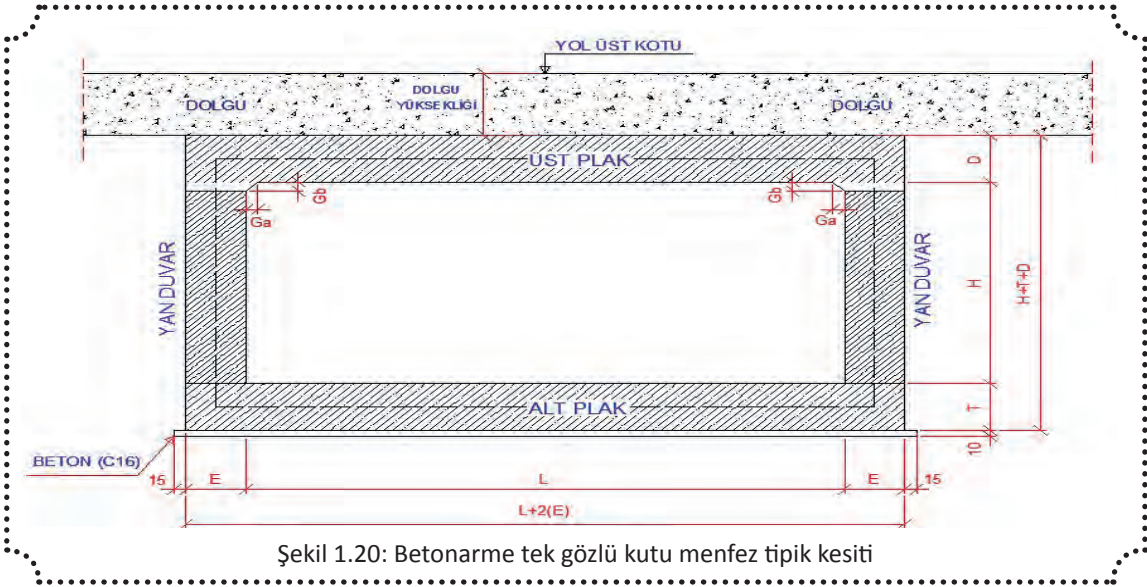 YOL ÜST KOTU
DOLGU
DOLGU
YÜKSEKLİĞİ
DOLGU
ÜST PLAK
D
Gb
Gb
Ga
Ga
YAN DUVAR
YAN DUVAR
H
H+T+D
ALT PLAK
T
BETON (C16)
10
15
E
L
E
15
L+2(E)
Şekil 1.20: Betonarme tek gözlü kutu menfez tipik kesiti